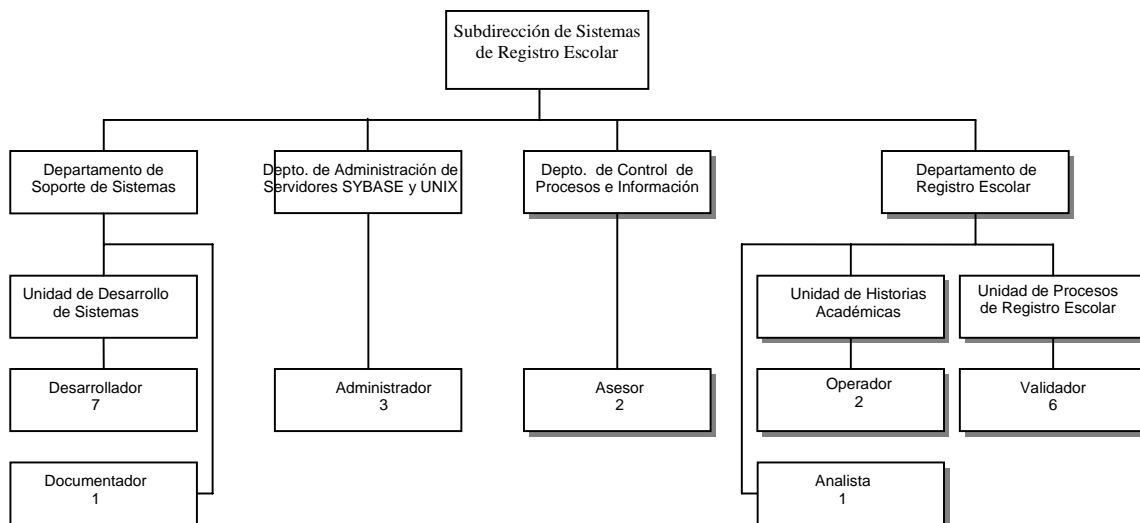 Subdirección de Sistemas
de Registro Escolar
Departamento de
Soporte de Sistemas
Depto. de Administración de
Servidores SYBASE y UNIX
Depto. de Control de
Procesos e Información
Departamento de
Registro Escolar
Unidad de Desarrollo
de Sistemas
Unidad de Historias
Académicas
Unidad de Procesos
de Registro Escolar
Desarrollador
7
Administrador
3
Asesor
2
Operador
2
Validador
6
Documentador
1
Analista
1